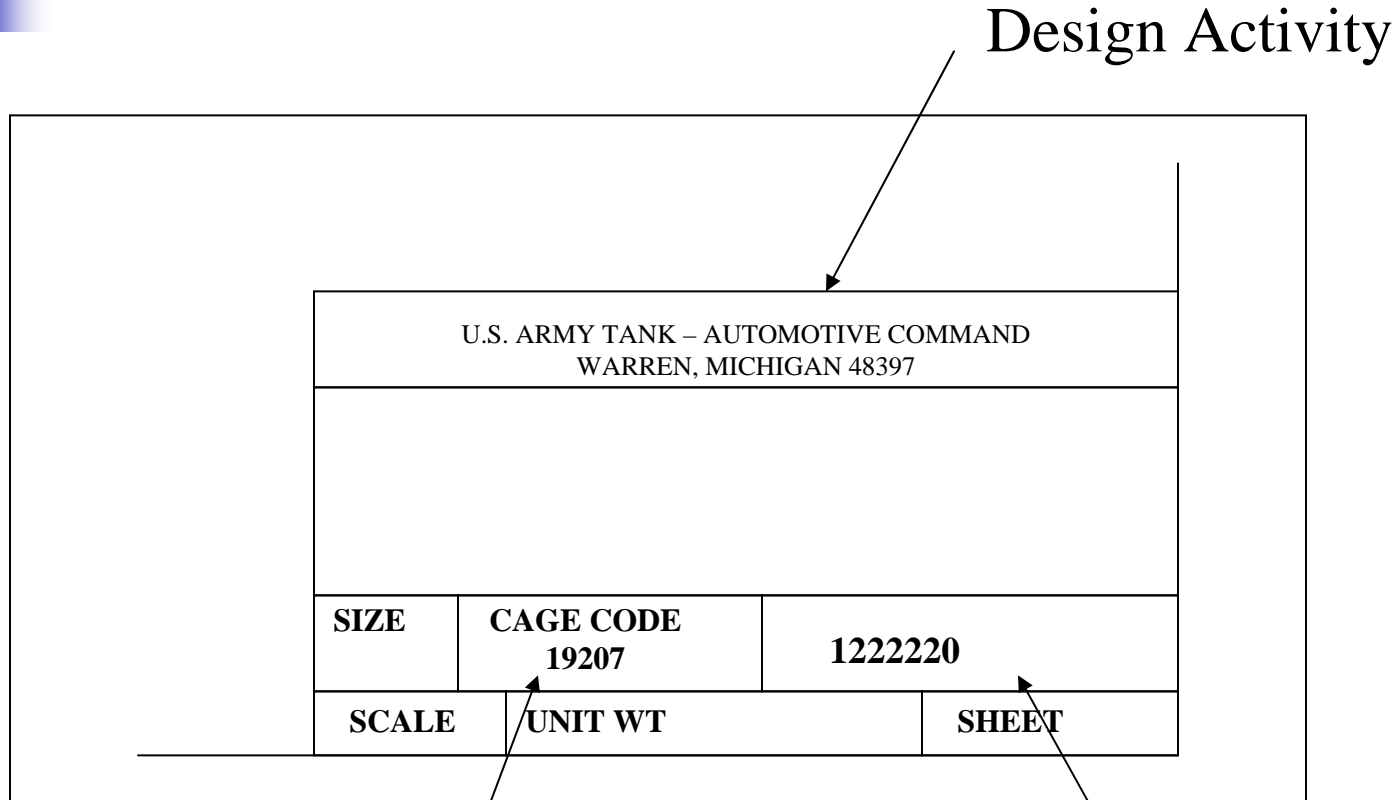 Design Activity
U.S. ARMY TANK – AUTOMOTIVE COMMAND
WARREN, MICHIGAN 48397
SIZE
CAGE CODE
19207
1222220
SCALE
UNIT WT
SHEET